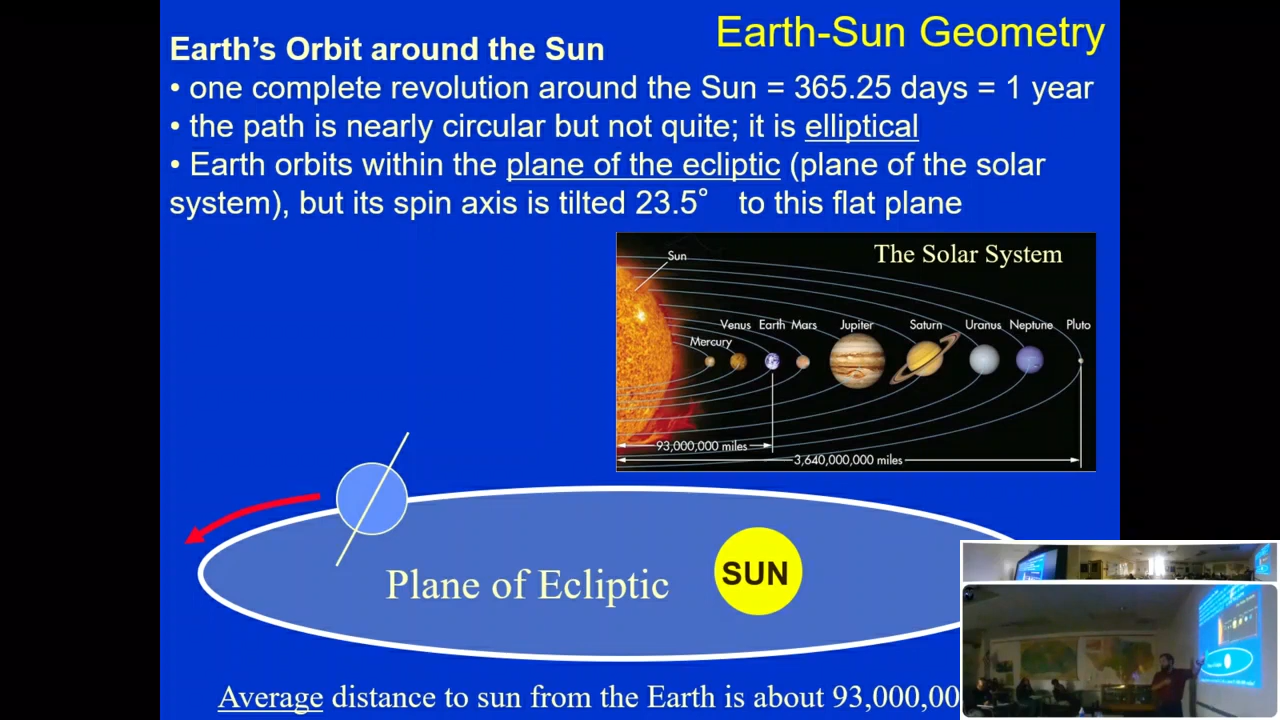 Earth-Sun Geometry
Earth’s Orbit around the Sun
• one complete revolution around the Sun = 365.25 days = 1 year
• the path is nearly circular but not quite; it is elliptical
• Earth orbits within the plane of the ecliptic (plane of the solar
system), but its spin axis is tilted 23.5° to this flat plane
The Solar System
Sun
Venus Earth Mars Jupiter Saturn Uranus Neptune Pluto
Mercury
93,000,000 miles
3,640,000,000 miles
SUN
Plane of Ecliptic
Average distance to sun from the Earth is about 93,000,00